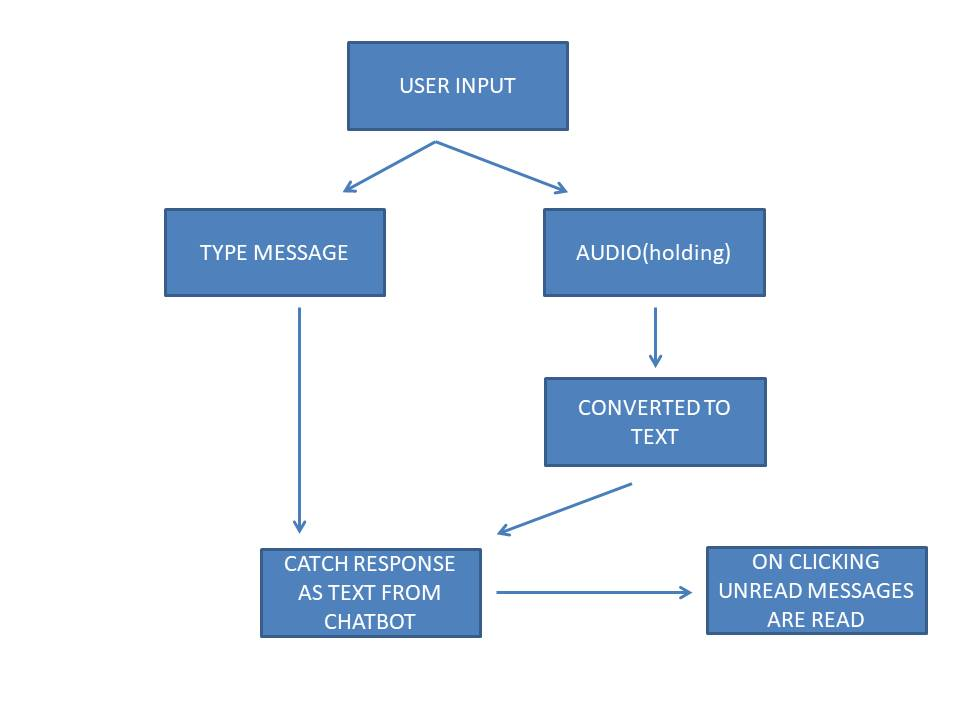 USER INPUT
TYPE MESSAGE
AUDIO(holding)
CONVERTED TO
TEXT
CATCH RESPONSE
AS TEXT FROM
CHATBOT
ON CLICKING
UNREAD MESSAGES
ARE READ